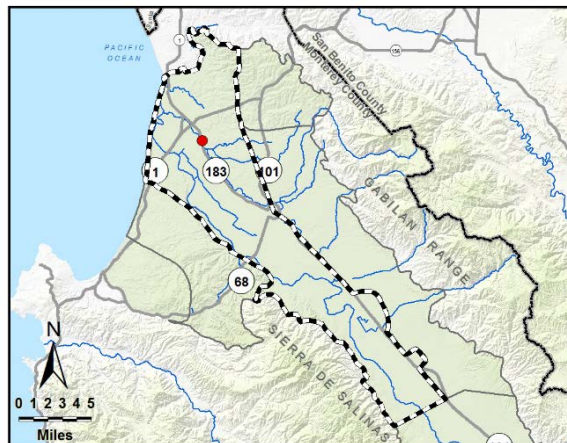 1
PACIFIC
OCEAN
San Benito County
Monterey County
156
1
183
101
GABILAN RANGE
68
SIERRA DE SALINAS
N
0 1 2 3 4 5
Miles